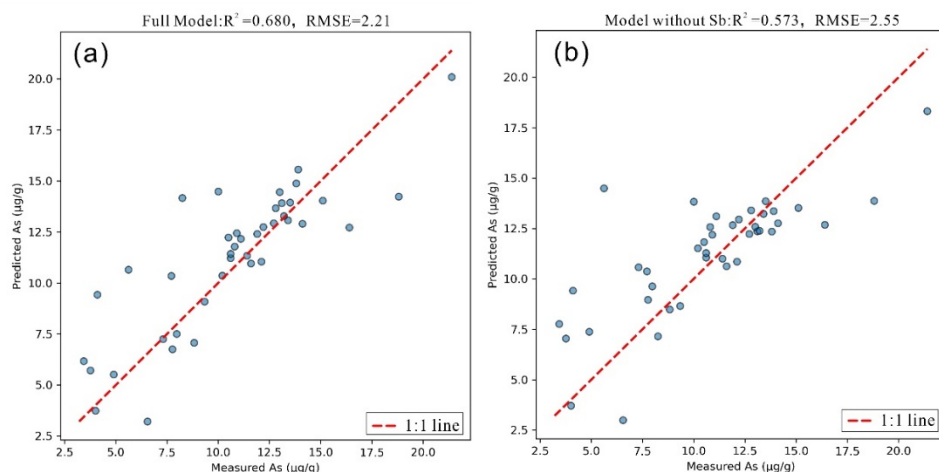 Full Model:R²=0.680, RMSE=2.21
(a)
20.0
17.5
15.0
12.5
10.0
7.5
5.0
2.5
Predicted As (μg/g)
2.5 5.0 7.5 10.0 12.5 15.0 17.5 20.0
Measured As (μg/g)
1:1 line
Model without Sb:R²=0.573, RMSE=2.55
(b)
20.0
17.5
15.0
12.5
10.0
7.5
5.0
2.5
Predicted As (μg/g)
2.5 5.0 7.5 10.0 12.5 15.0 17.5 20.0
Measured As (μg/g)
1:1 line